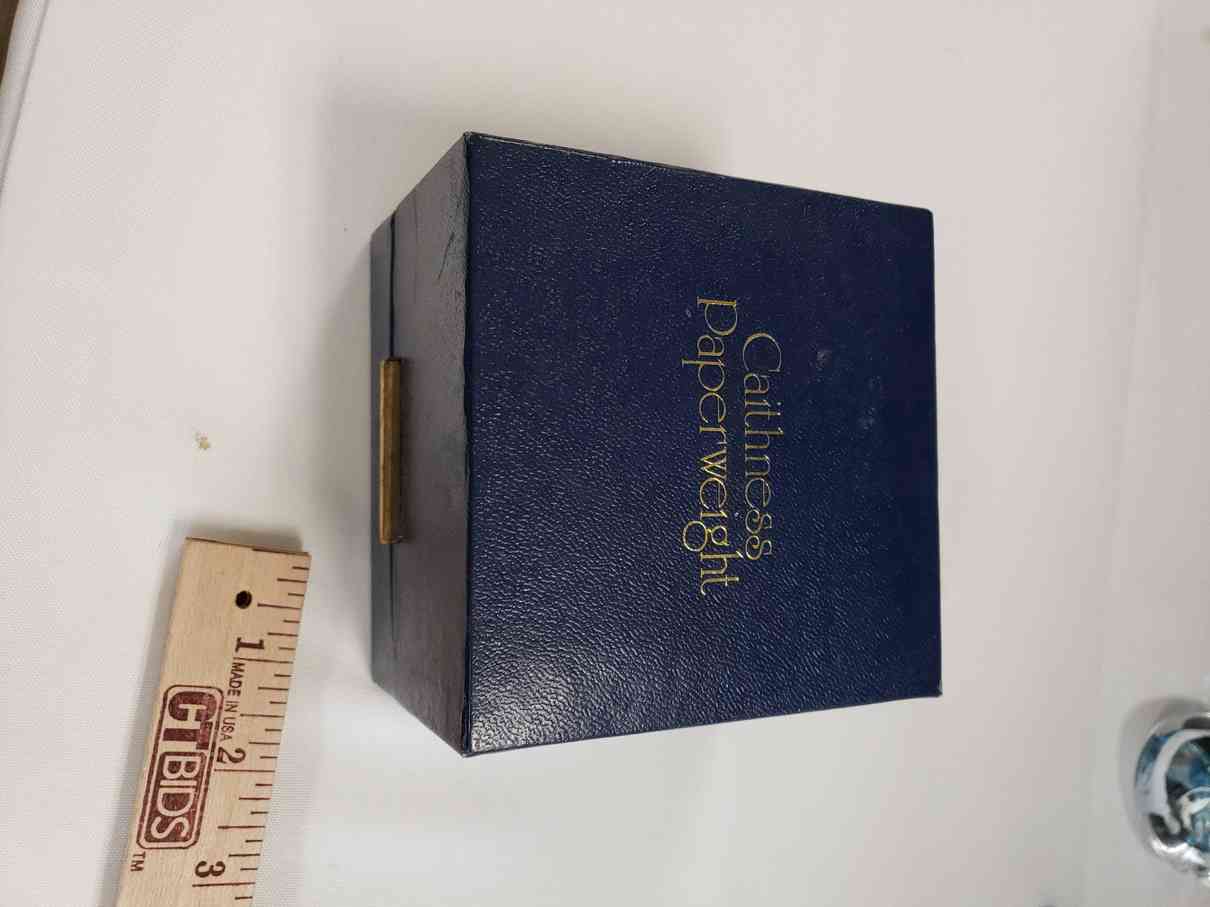 Caithness
Paperweight
1
MADE IN USA
2
CTBIDS
TM
3